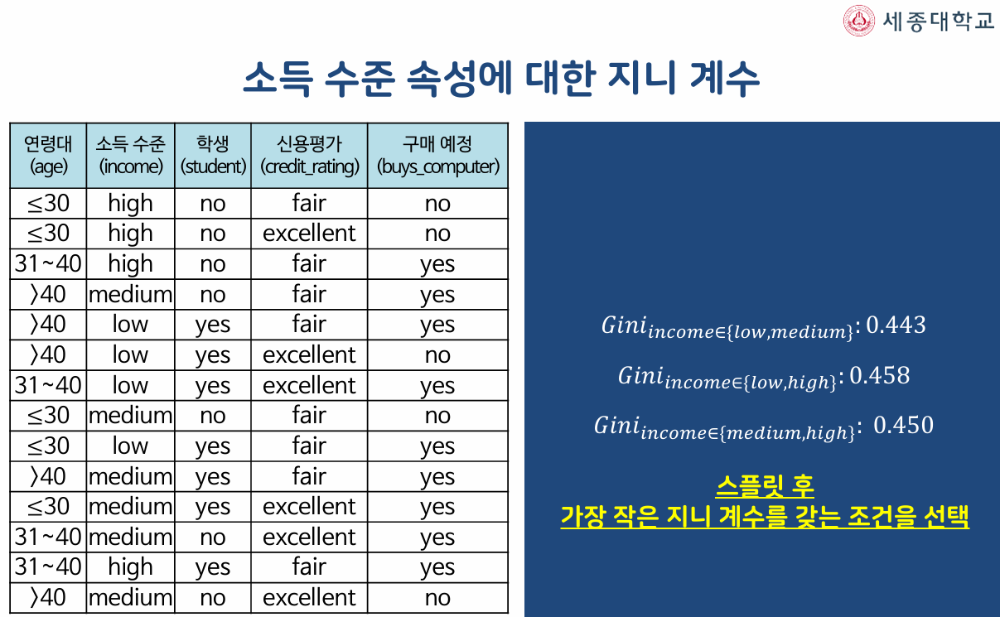 세종대학교
소득 수준 속성에 대한 지니 계수
연령대 소득 수준 학생 신용평가 구매 예정
(age) (income) (student) (credit_rating) (buys_computer)
≤30 high no fair no
≤30 high no excellent no
31~40 high no fair yes
>40 medium no fair yes
>40 low yes fair yes
>40 low yes excellent no
31~40 low yes excellent yes
≤30 medium no fair no
≤30 low yes fair yes
>40 medium yes fair yes
≤30 medium yes excellent yes
31~40 medium no excellent yes
31~40 high yes fair yes
>40 medium no excellent no
Gini income∈{low,medium}: 0.443
Gini income∈{low,high}: 0.458
Gini income∈{medium,high}: 0.450
스플릿 후
가장 작은 지니 계수를 갖는 조건을 선택